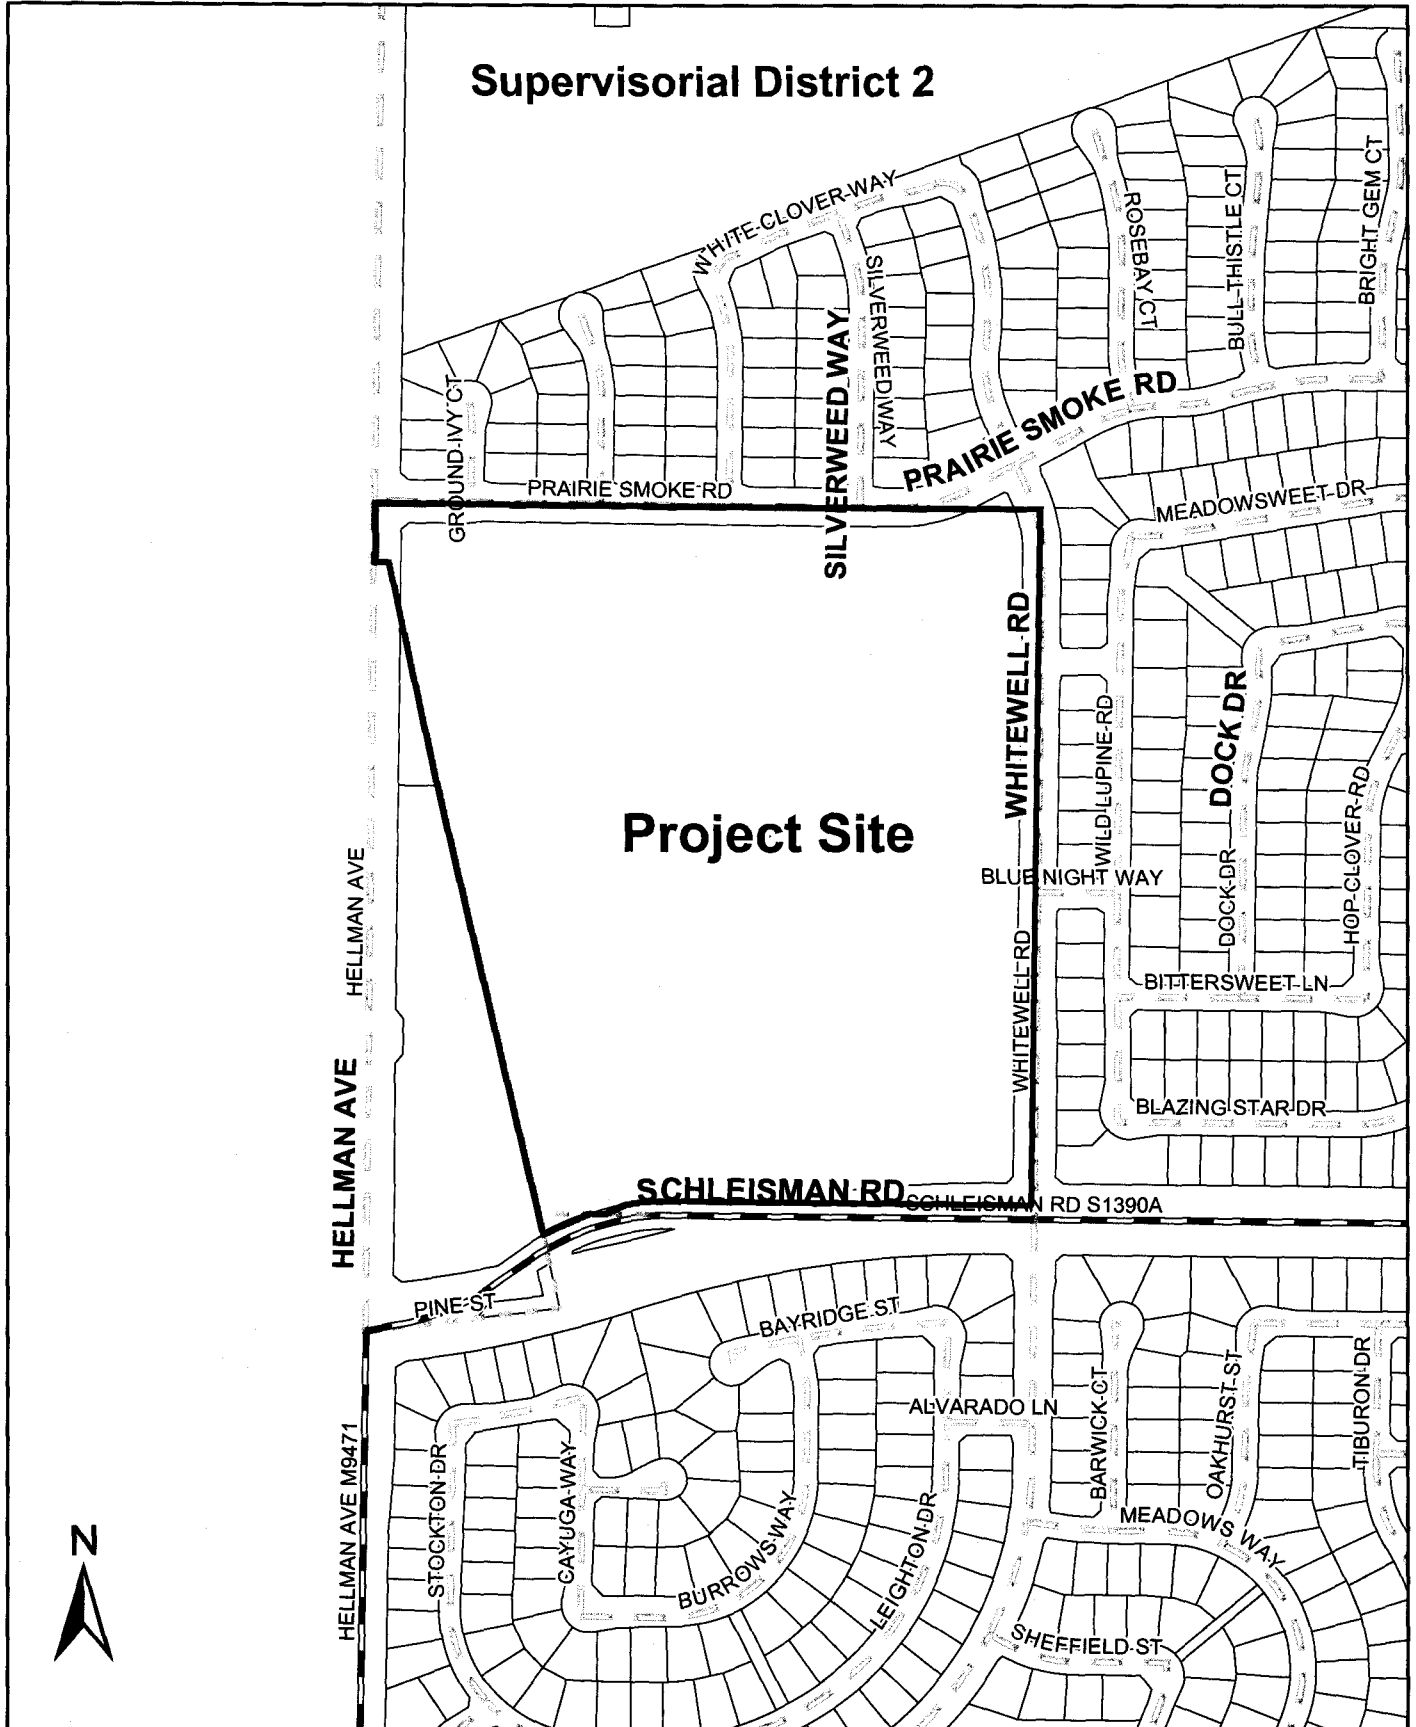 Supervisorial District 2
WHITE CLOVER WAY
ROSEBAY CT
BULL THISTLE CT
BRIGHT GEM CT
SILVERWEED WAY
SILVERWEED WAY
GROUND IVY CT
PRAIRIE SMOKE RD
PRAIRIE SMOKE RD
MEADOWSWEET DR
WHITEWELL RD
WILD LUPINE RD
DOCK DR
DOCK DR
HOP CLOVER RD
Project Site
HELLMAN AVE
BLUE NIGHT WAY
WHITEWELL RD
BITTERSWEET LN
HELLMAN AVE
BLAZING STAR DR
SCHLEISMAN RD
SCHLEISMAN RD S1390A
PINE ST
BAYRIDGE ST
ALVARADO LN
BARWICK CT
OAKHURST ST
TIBURON DR
HELLMAN AVE M9471
STOCKTON DR
CAYUGA WAY
BURROWS WAY
LEIGHTON DR
MEADOWS WAY
SHEFFIELD ST
N